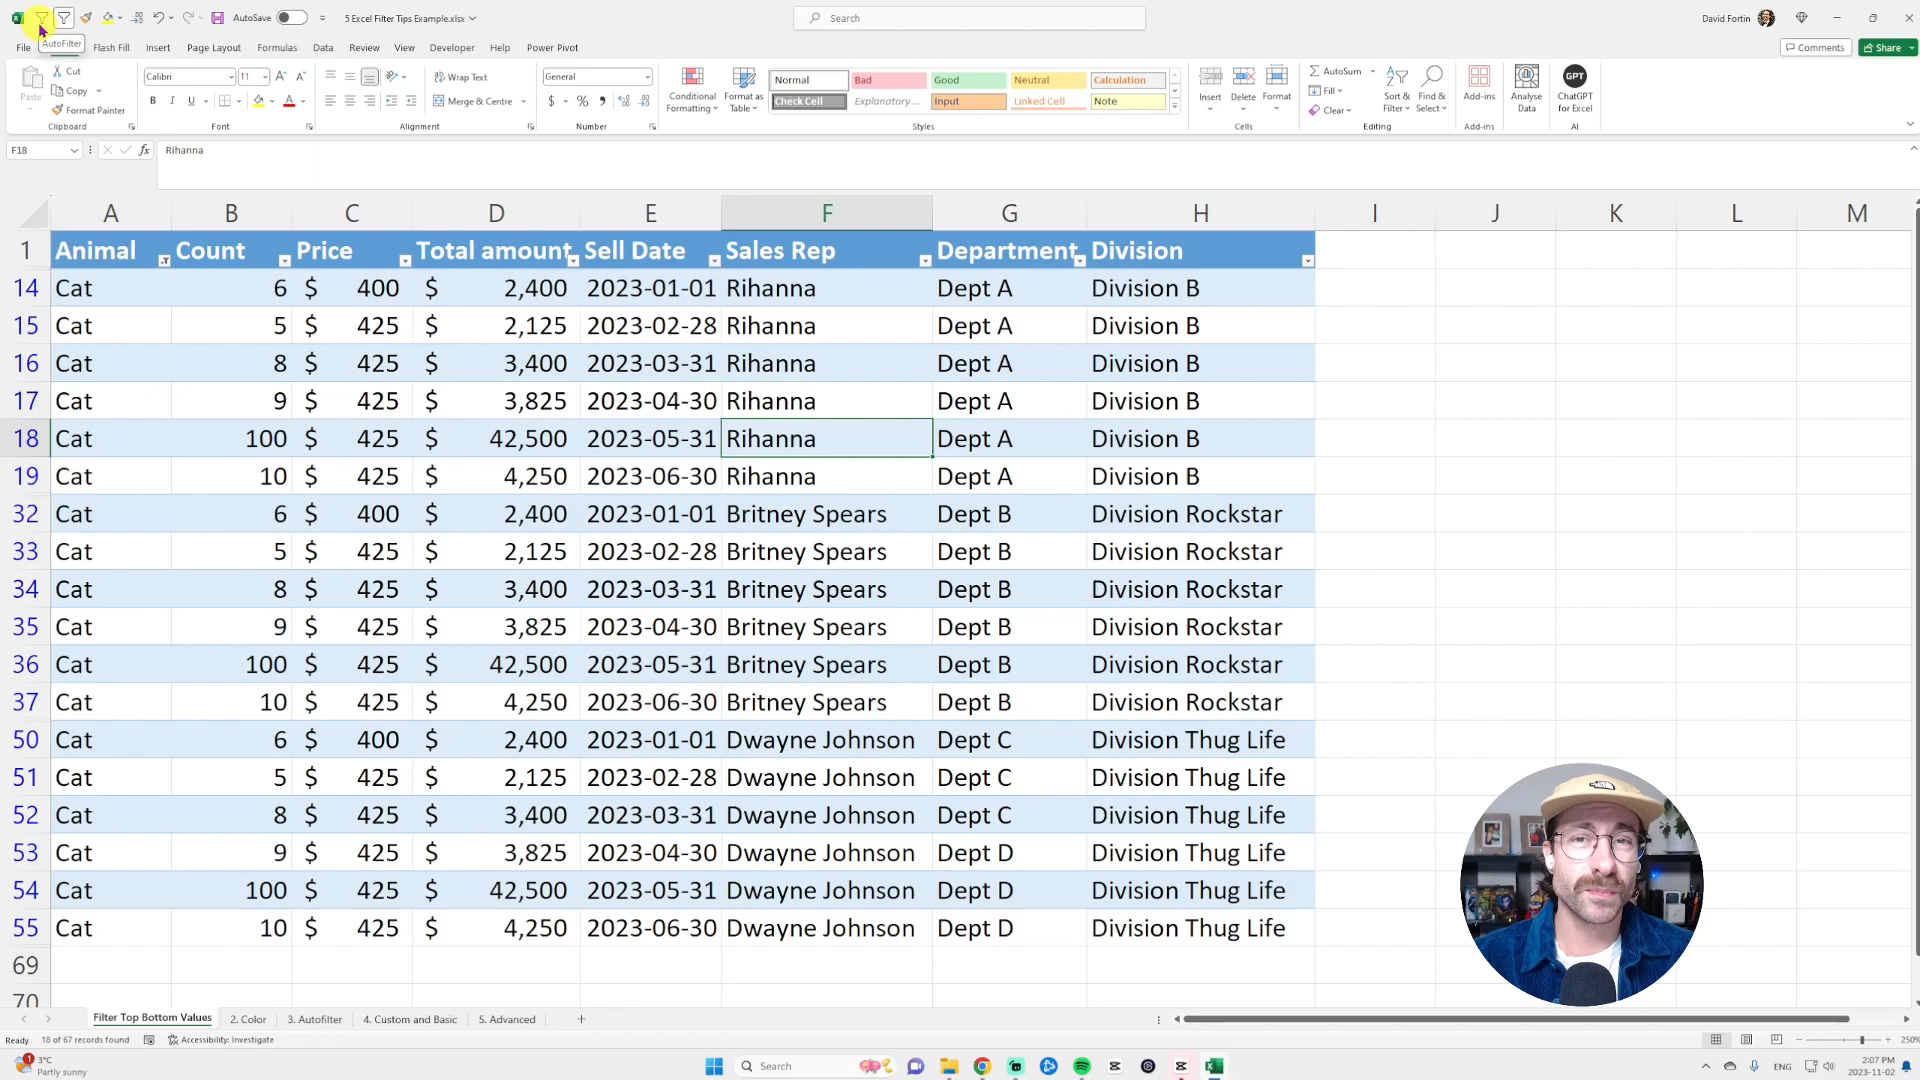 AutoSave
5 Excel Filter Tips Example.xlsx
Search
David Fortin
AutoFilter
File Flash Fill Insert Page Layout Formulas Data Review View Developer Help Power Pivot Comments Share
Paste Cut Copy Format Painter Clipboard
Calibri 11 B I U A Font
Wrap Text Merge & Centre Alignment
General $ % Number
Conditional Formatting Format as Table
Normal Bad Good Neutral Calculation
Check Cell Explanatory ... Input Linked Cell Note
Styles
Insert Delete Format Cells
AutoSum Fill Clear Sort & Filter Find & Select Editing
Add-ins Add-ins
Analyse Data
GPT ChatGPT for Excel AI
F18 fx Rihanna
A B C D E F G H I J K L M
1 Animal Count Price Total amount Sell Date Sales Rep Department Division
14 Cat 6 $ 400 $ 2,400 2023-01-01 Rihanna Dept A Division B
15 Cat 5 $ 425 $ 2,125 2023-02-28 Rihanna Dept A Division B
16 Cat 8 $ 425 $ 3,400 2023-03-31 Rihanna Dept A Division B
17 Cat 9 $ 425 $ 3,825 2023-04-30 Rihanna Dept A Division B
18 Cat 100 $ 425 $ 42,500 2023-05-31 Rihanna Dept A Division B
19 Cat 10 $ 425 $ 4,250 2023-06-30 Rihanna Dept A Division B
32 Cat 6 $ 400 $ 2,400 2023-01-01 Britney Spears Dept B Division Rockstar
33 Cat 5 $ 425 $ 2,125 2023-02-28 Britney Spears Dept B Division Rockstar
34 Cat 8 $ 425 $ 3,400 2023-03-31 Britney Spears Dept B Division Rockstar
35 Cat 9 $ 425 $ 3,825 2023-04-30 Britney Spears Dept B Division Rockstar
36 Cat 100 $ 425 $ 42,500 2023-05-31 Britney Spears Dept B Division Rockstar
37 Cat 10 $ 425 $ 4,250 2023-06-30 Britney Spears Dept B Division Rockstar
50 Cat 6 $ 400 $ 2,400 2023-01-01 Dwayne Johnson Dept C Division Thug Life
51 Cat 5 $ 425 $ 2,125 2023-02-28 Dwayne Johnson Dept C Division Thug Life
52 Cat 8 $ 425 $ 3,400 2023-03-31 Dwayne Johnson Dept C Division Thug Life
53 Cat 9 $ 425 $ 3,825 2023-04-30 Dwayne Johnson Dept D Division Thug Life
54 Cat 100 $ 425 $ 42,500 2023-05-31 Dwayne Johnson Dept D Division Thug Life
55 Cat 10 $ 425 $ 4,250 2023-06-30 Dwayne Johnson Dept D Division Thug Life
69
70
Filter Top Bottom Values 2. Color 3. Autofilter 4. Custom and Basic 5. Advanced
Ready 18 of 67 records found Accessibility: Investigate 250%
1 3°C
Partly sunny
Search
ENG
2:07 PM
2023-11-02